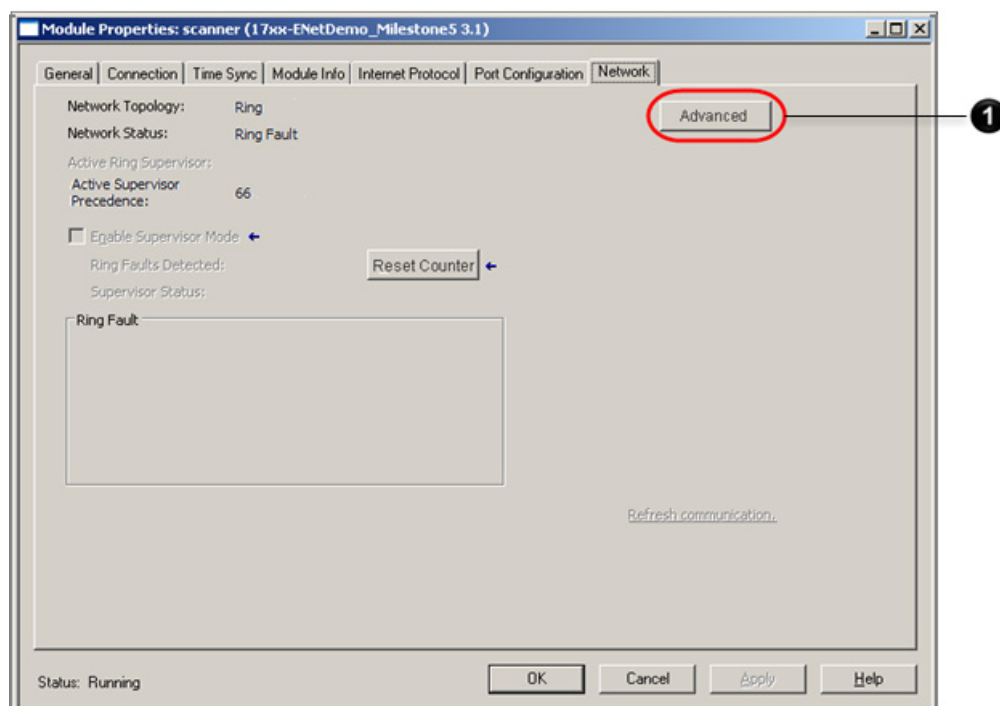 Module Properties: scanner (17xx-ENetDemo_Milestone5 3.1)
General Connection Time Sync Module Info Internet Protocol Port Configuration Network
Network Topology: Ring
Advanced
1
Network Status: Ring Fault
Active Ring Supervisor:
Active Supervisor
Precedence: 66
Enable Supervisor Mode
Ring Faults Detected:
Reset Counter
Supervisor Status:
Ring Fault
Refresh communication.
Status: Running
OK Cancel Apply Help